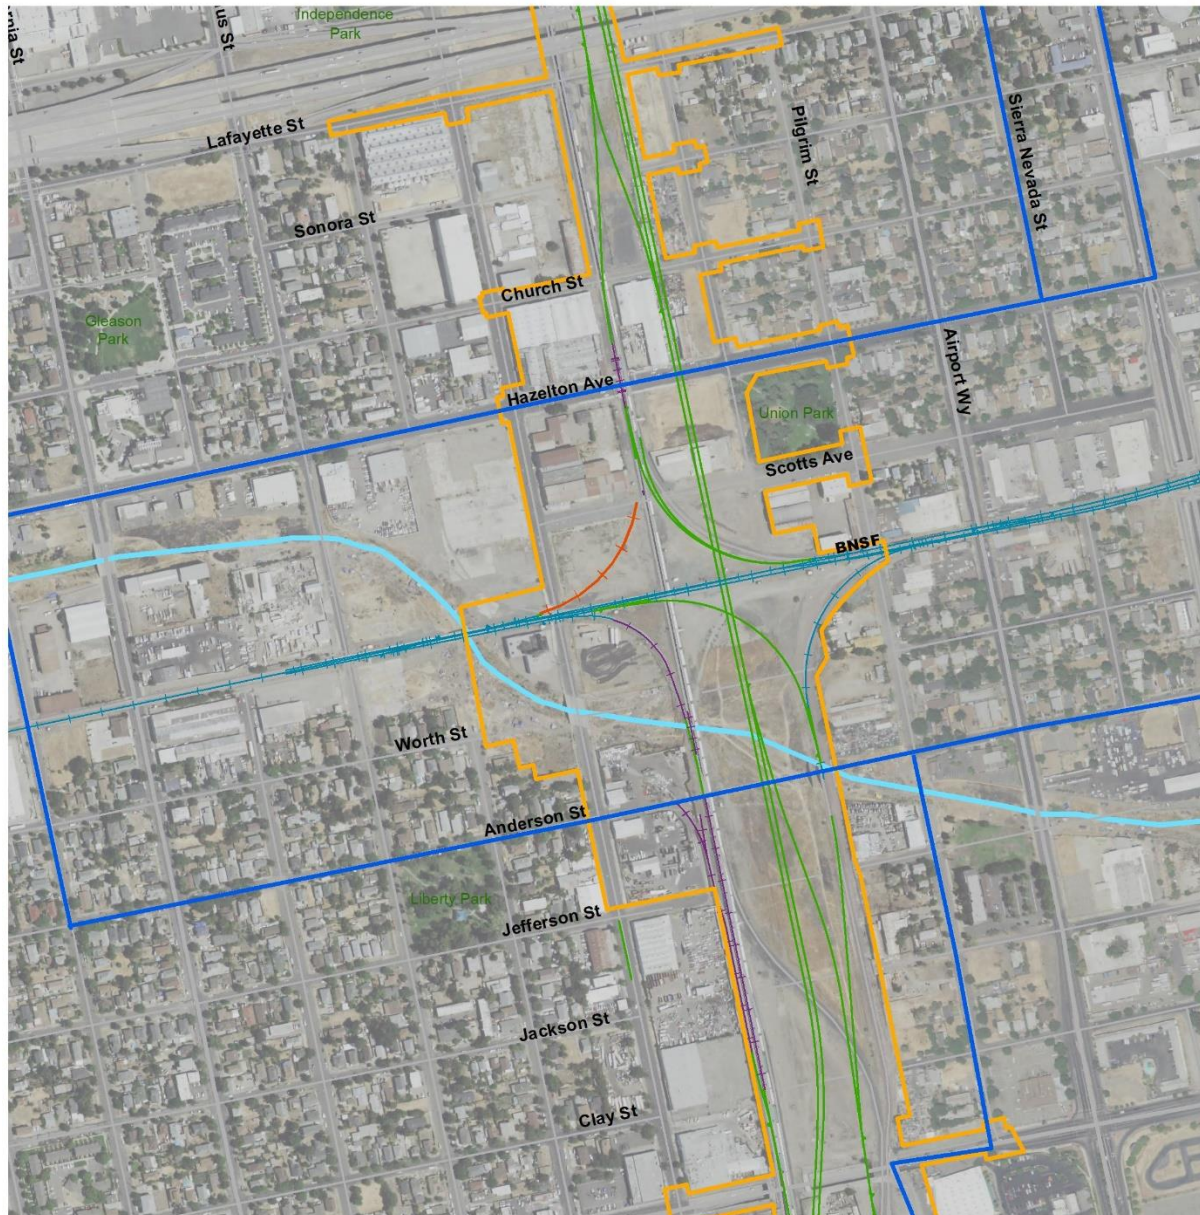 Independence
Park
Lafayette St
Pilgrim St
Sierra Nevada St
Sonora St
Church St
Gleason
Park
Hazelton Ave
Airport Wy
Union Park
Scotts Ave
BNSF
Worth St
Anderson St
Liberty Park
Jefferson St
Jackson St
Clay St